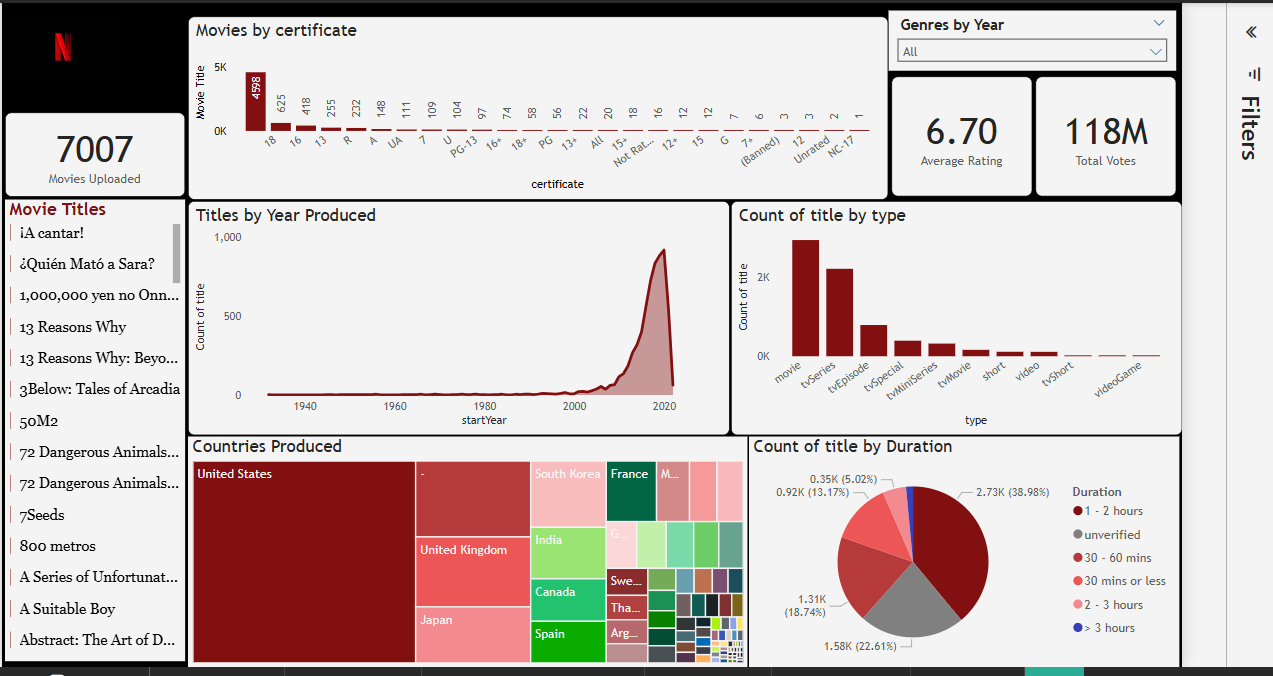 N
Movies by certificate
Genres by Year
All
Filters
7007
Movies Uploaded
Movie Title
5K
0K
4598
625
418
255
232
148
111
109
104
97
74
58
56
22
20
18
16
12
12
7
6
3
3
2
1
18
16
13
R
A
UA
7
U
PG-13
16+
18+
PG
13+
All
15+
Not Rat...
12+
15
G
7+
(Banned)
12
Unrated
NC-17
certificate
6.70
Average Rating
118M
Total Votes
Movie Titles
¡A cantar!
¿Quién Mató a Sara?
1,000,000 yen no Onn...
13 Reasons Why
13 Reasons Why: Beyo...
3Below: Tales of Arcadia
50M2
72 Dangerous Animals...
72 Dangerous Animals...
7Seeds
800 metros
A Series of Unfortunat...
A Suitable Boy
Abstract: The Art of D...
Titles by Year Produced
Count of title
1,000
500
0
1940
1960
1980
2000
2020
startYear
Count of title by type
Count of title
2K
0K
movie
tvSeries
tvEpisode
tvSpecial
tvMiniSeries
tvMovie
short
video
tvShort
videoGame
type
Countries Produced
United States
-
United Kingdom
Japan
South Korea
India
Canada
Spain
France
M...
G...
Swe...
Tha...
Arg...
Count of title by Duration
0.35K (5.02%)
0.92K (13.17%)
2.73K (38.98%)
1.31K
(18.74%)
1.58K (22.61%)
Duration
1 - 2 hours
unverified
30 - 60 mins
30 mins or less
2 - 3 hours
> 3 hours